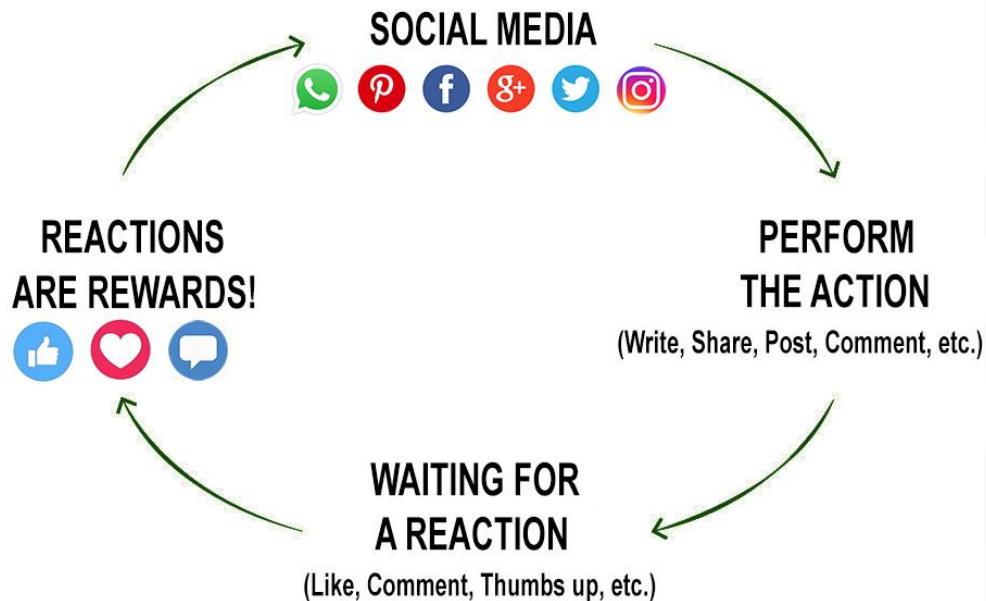 SOCIAL MEDIA
PERFORM
THE ACTION
(Write, Share, Post, Comment, etc.)
WAITING FOR
A REACTION
(Like, Comment, Thumbs up, etc.)
REACTIONS
ARE REWARDS!